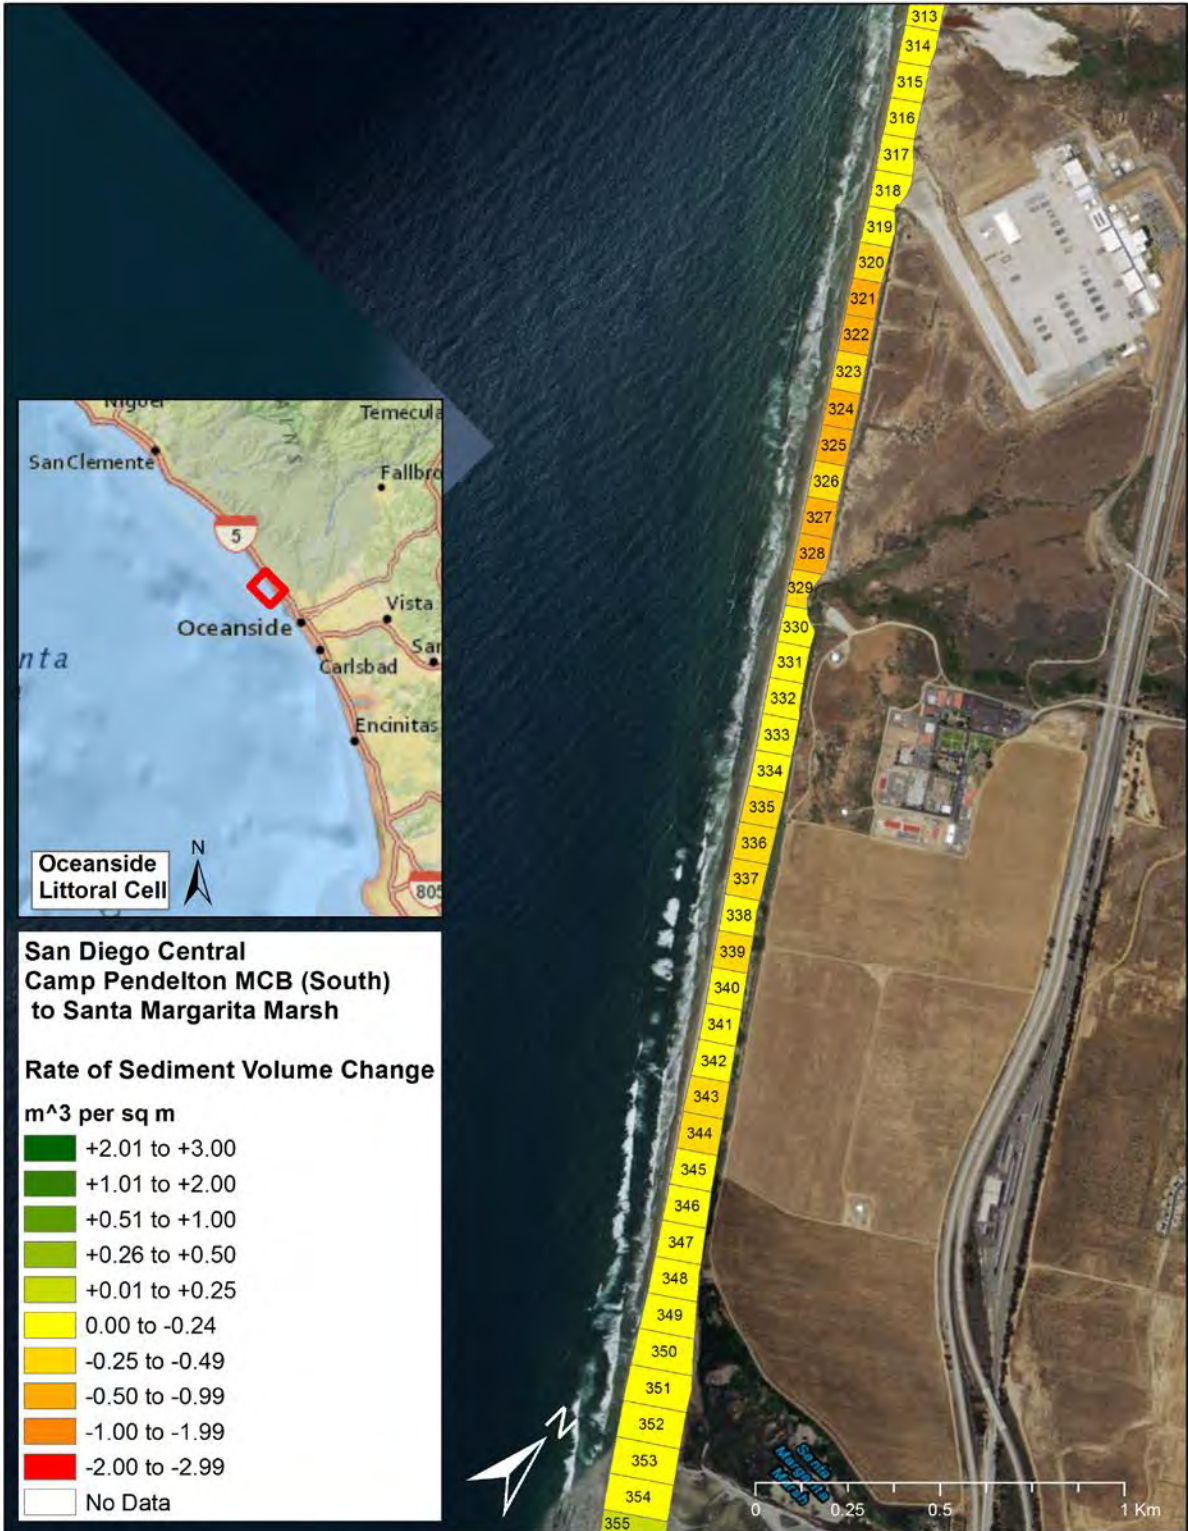 313
314
315
316
317
318
319
320
321
322
323
324
325
326
327
328
329
330
331
332
333
334
335
336
337
338
339
340
341
342
343
344
345
346
347
348
349
350
351
352
353
354
355
Niguel
Temecula
AINS
San Clemente
Fallbro
5
Vista
Oceanside
San
nta
Carlsbad
Encinitas
805
Oceanside
Littoral Cell
N
San Diego Central
Camp Pendelton MCB (South)
to Santa Margarita Marsh
Rate of Sediment Volume Change
m^3 per sq m
+2.01 to +3.00
+1.01 to +2.00
+0.51 to +1.00
+0.26 to +0.50
+0.01 to +0.25
0.00 to -0.24
-0.25 to -0.49
-0.50 to -0.99
-1.00 to -1.99
-2.00 to -2.99
No Data
N
Santa
Margarita
Marsh
0 0.25 0.5 1 Km